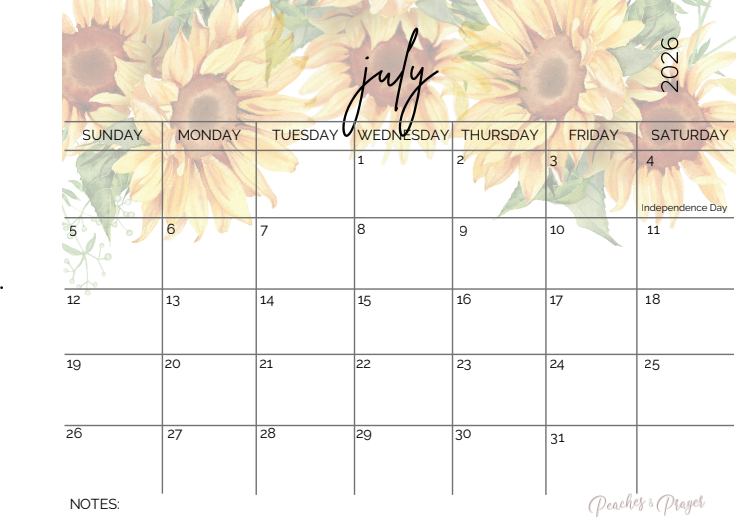 july
2026
SUNDAY MONDAY TUESDAY WEDNESDAY THURSDAY FRIDAY SATURDAY
1 2 3 4
Independence Day
5 6 7 8 9 10 11
12 13 14 15 16 17 18
19 20 21 22 23 24 25
26 27 28 29 30 31
NOTES:
Peaches & Prayer